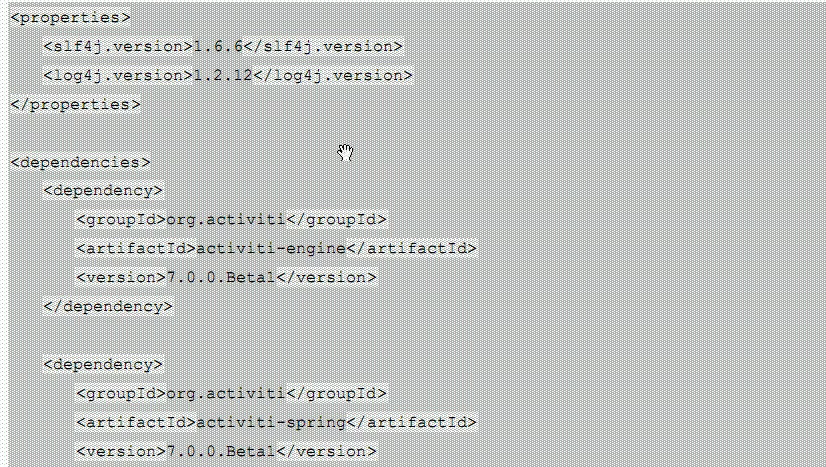 <properties>
<slf4j.version>1.6.6</slf4j.version>
<log4j.version>1.2.12</log4j.version>
</properties>
<dependencies>
<dependency>
<groupId>org.activiti</groupId>
<artifactId>activiti-engine</artifactId>
<version>7.0.0.Beta1</version>
</dependency>
<dependency>
<groupId>org.activiti</groupId>
<artifactId>activiti-spring</artifactId>
<version>7.0.0.Beta1</version>